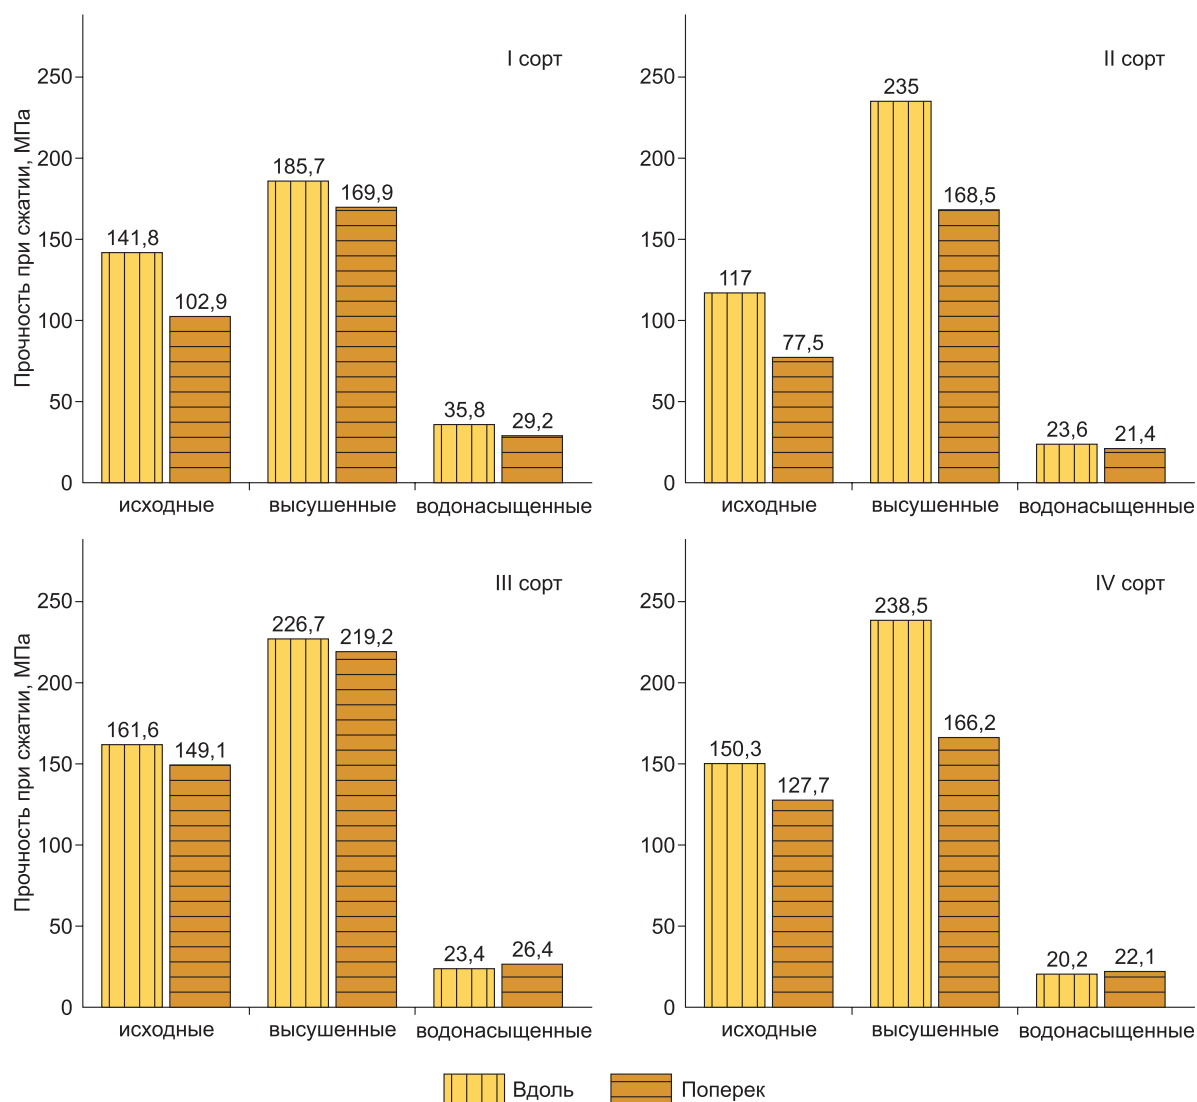 I сорт
Прочность при сжатии, МПа
250
200
150
100
50
0
141,8
102,9
185,7
169,9
35,8
29,2
исходные
высушенные
водонасыщенные
II сорт
250
200
150
100
50
0
117
77,5
235
168,5
23,6
21,4
исходные
высушенные
водонасыщенные
III сорт
Прочность при сжатии, МПа
250
200
150
100
50
0
161,6
149,1
226,7
219,2
23,4
26,4
исходные
высушенные
водонасыщенные
IV сорт
250
200
150
100
50
0
150,3
127,7
238,5
166,2
20,2
22,1
исходные
высушенные
водонасыщенные
Вдоль
Поперек